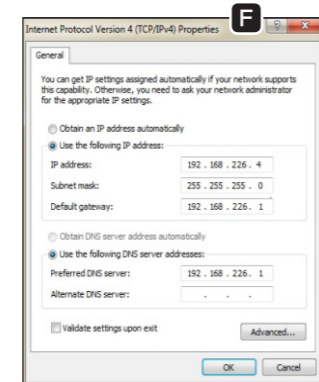 Internet Protocol Version 4 (TCP/IPv4) Properties
F
? x
General
You can get IP settings assigned automatically if your network supports
this capability. Otherwise, you need to ask your network administrator
for the appropriate IP settings.
Obtain an IP address automatically
Use the following IP address:
IP address: 192 . 168 . 226 . 4
Subnet mask: 255 . 255 . 255 . 0
Default gateway: 192 . 168 . 226 . 1
Obtain DNS server address automatically
Use the following DNS server addresses:
Preferred DNS server: 192 . 168 . 226 . 1
Alternate DNS server: . . .
Validate settings upon exit
Advanced...
OK Cancel